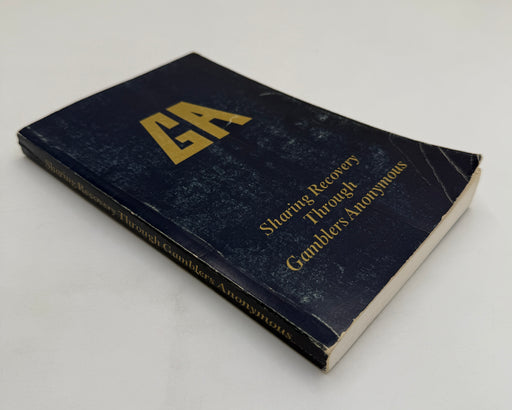 GA
Sharing Recovery
Through
Gamblers Anonymous
Sharing Recovery Through Gamblers Anonymous